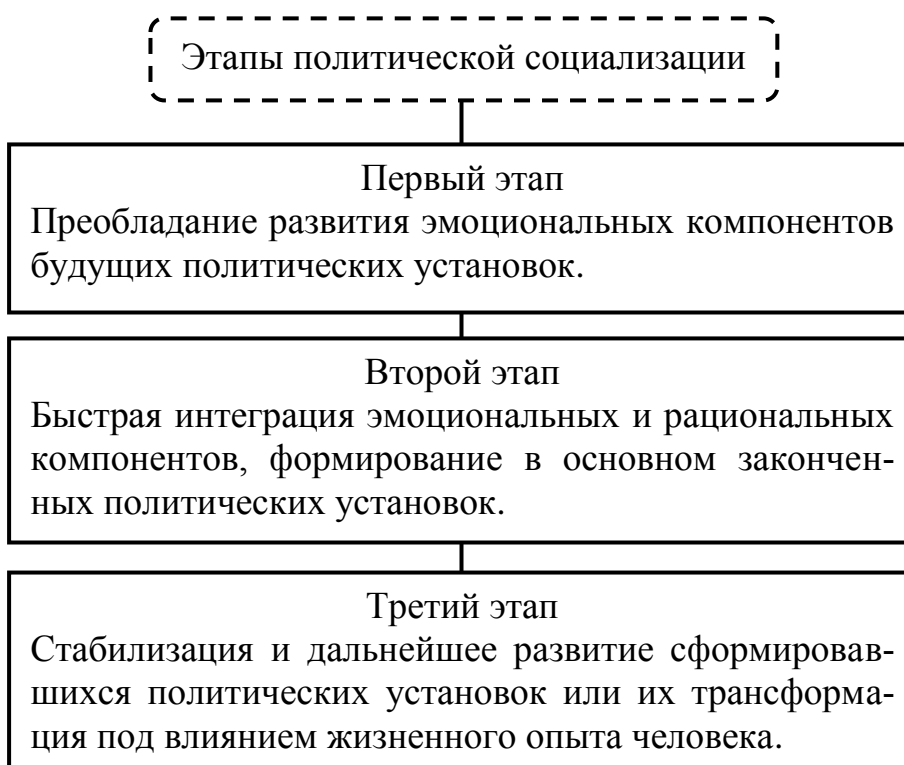 Этапы политической социализации
Первый этап
Преобладание развития эмоциональных компонентов
будущих политических установок.
Второй этап
Быстрая интеграция эмоциональных и рациональных
компонентов, формирование в основном закончен-
ных политических установок.
Третий этап
Стабилизация и дальнейшее развитие сформировав-
шихся политических установок или их трансформа-
ция под влиянием жизненного опыта человека.